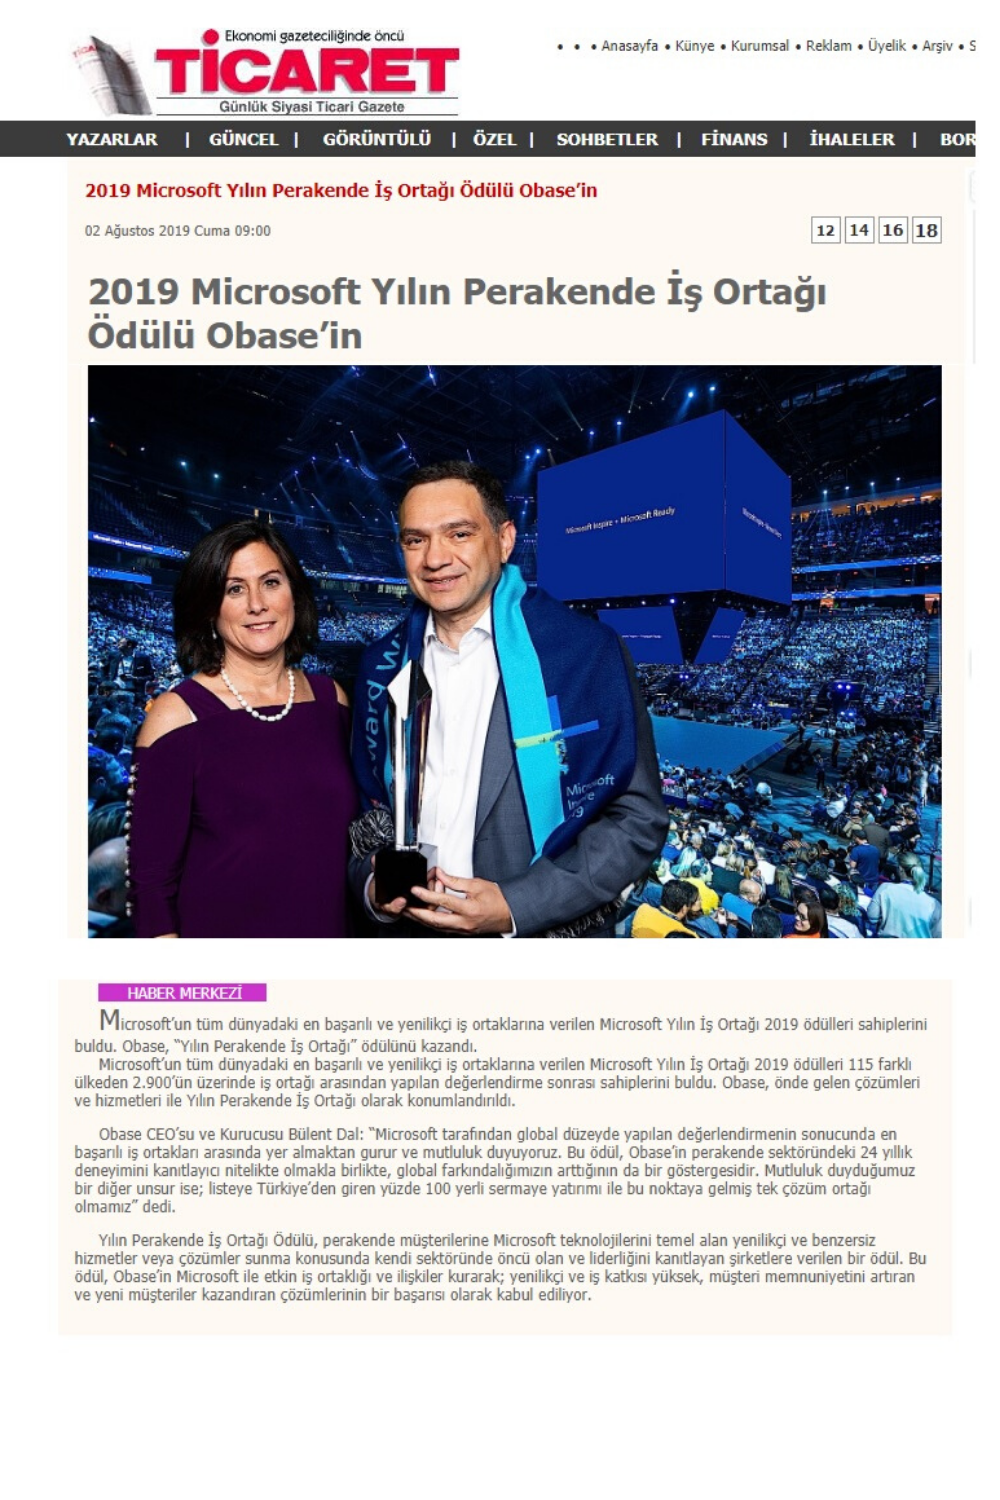 Ekonomi gazeteciliğinde öncü
TİCARET
Günlük Siyasi Ticari Gazete
• • • Anasayfa • Künye • Kurumsal • Reklam • Üyelik • Arşiv • S
YAZARLAR | GÜNCEL | GÖRÜNTÜLÜ | ÖZEL | SOHBETLER | FİNANS | İHALELER | BOR
2019 Microsoft Yılın Perakende İş Ortağı Ödülü Obase’in
02 Ağustos 2019 Cuma 09:00
12 14 16 18
2019 Microsoft Yılın Perakende İş Ortağı
Ödülü Obase’in
Microsoft Inspire + Microsoft Ready
Award W
Microsoft
HABER MERKEZİ
Microsoft’un tüm dünyadaki en başarılı ve yenilikçi iş ortaklarına verilen Microsoft Yılın İş Ortağı 2019 ödülleri sahiplerini
buldu. Obase, “Yılın Perakende İş Ortağı” ödülünü kazandı.
Microsoft’un tüm dünyadaki en başarılı ve yenilikçi iş ortaklarına verilen Microsoft Yılın İş Ortağı 2019 ödülleri 115 farklı
ülkeden 2.900’ün üzerinde iş ortağı arasından yapılan değerlendirme sonrası sahiplerini buldu. Obase, önde gelen çözümleri
ve hizmetleri ile Yılın Perakende İş Ortağı olarak konumlandırıldı.
Obase CEO’su ve Kurucusu Bülent Dal: “Microsoft tarafından global düzeyde yapılan değerlendirmenin sonucunda en
başarılı iş ortakları arasında yer almaktan gurur ve mutluluk duyuyoruz. Bu ödül, Obase’in perakende sektöründeki 24 yıllık
deneyimini kanıtlayıcı nitelikte olmakla birlikte, global farkındalığımızın arttığının da bir göstergesidir. Mutluluk duyduğumuz
bir diğer unsur ise; listeye Türkiye’den giren yüzde 100 yerli sermaye yatırımı ile bu noktaya gelmiş tek çözüm ortağı
olmamız” dedi.
Yılın Perakende İş Ortağı Ödülü, perakende müşterilerine Microsoft teknolojilerini temel alan yenilikçi ve benzersiz
hizmetler veya çözümler sunma konusunda kendi sektöründe öncü olan ve liderliğini kanıtlayan şirketlere verilen bir ödül. Bu
ödül, Obase’in Microsoft ile etkin iş ortaklığı ve ilişkiler kurarak; yenilikçi ve iş katkısı yüksek, müşteri memnuniyetini artıran
ve yeni müşteriler kazandıran çözümlerinin bir başarısı olarak kabul ediliyor.